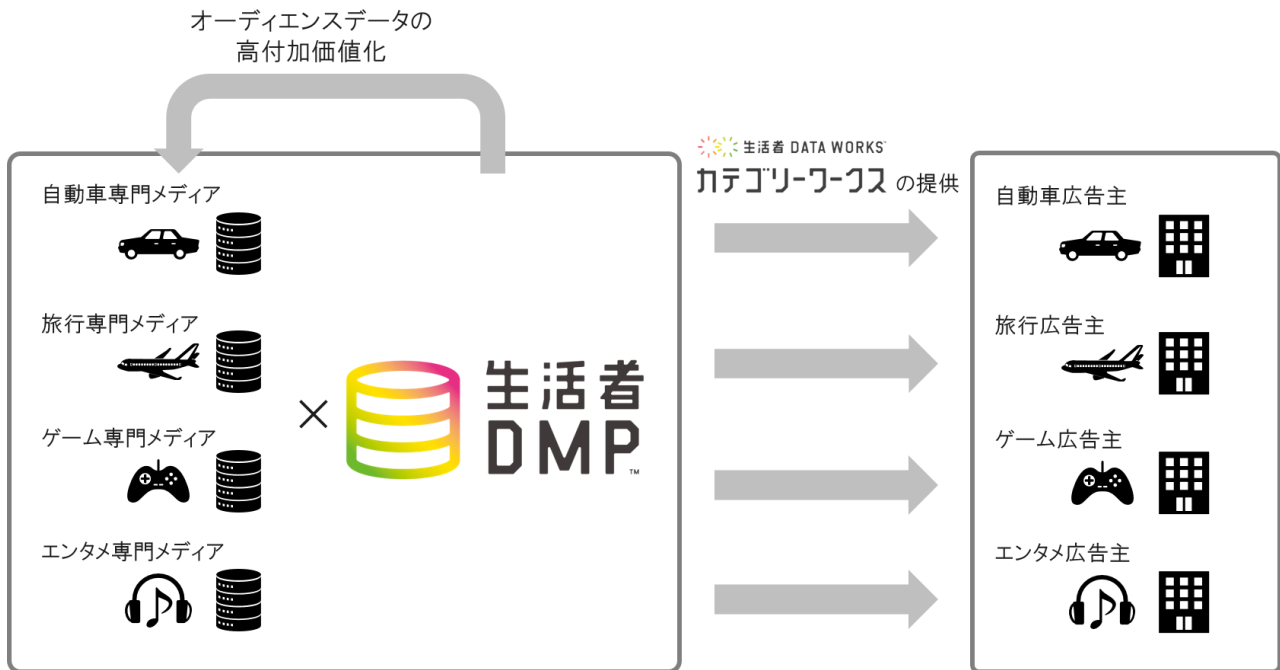 オーディエンスデータの
高付加価値化
生活者 DATA WORKS™
カテゴリーワークス の提供
自動車専門メディア
旅行専門メディア
ゲーム専門メディア
エンタメ専門メディア
×
生活者
DMP™
自動車広告主
旅行広告主
ゲーム広告主
エンタメ広告主